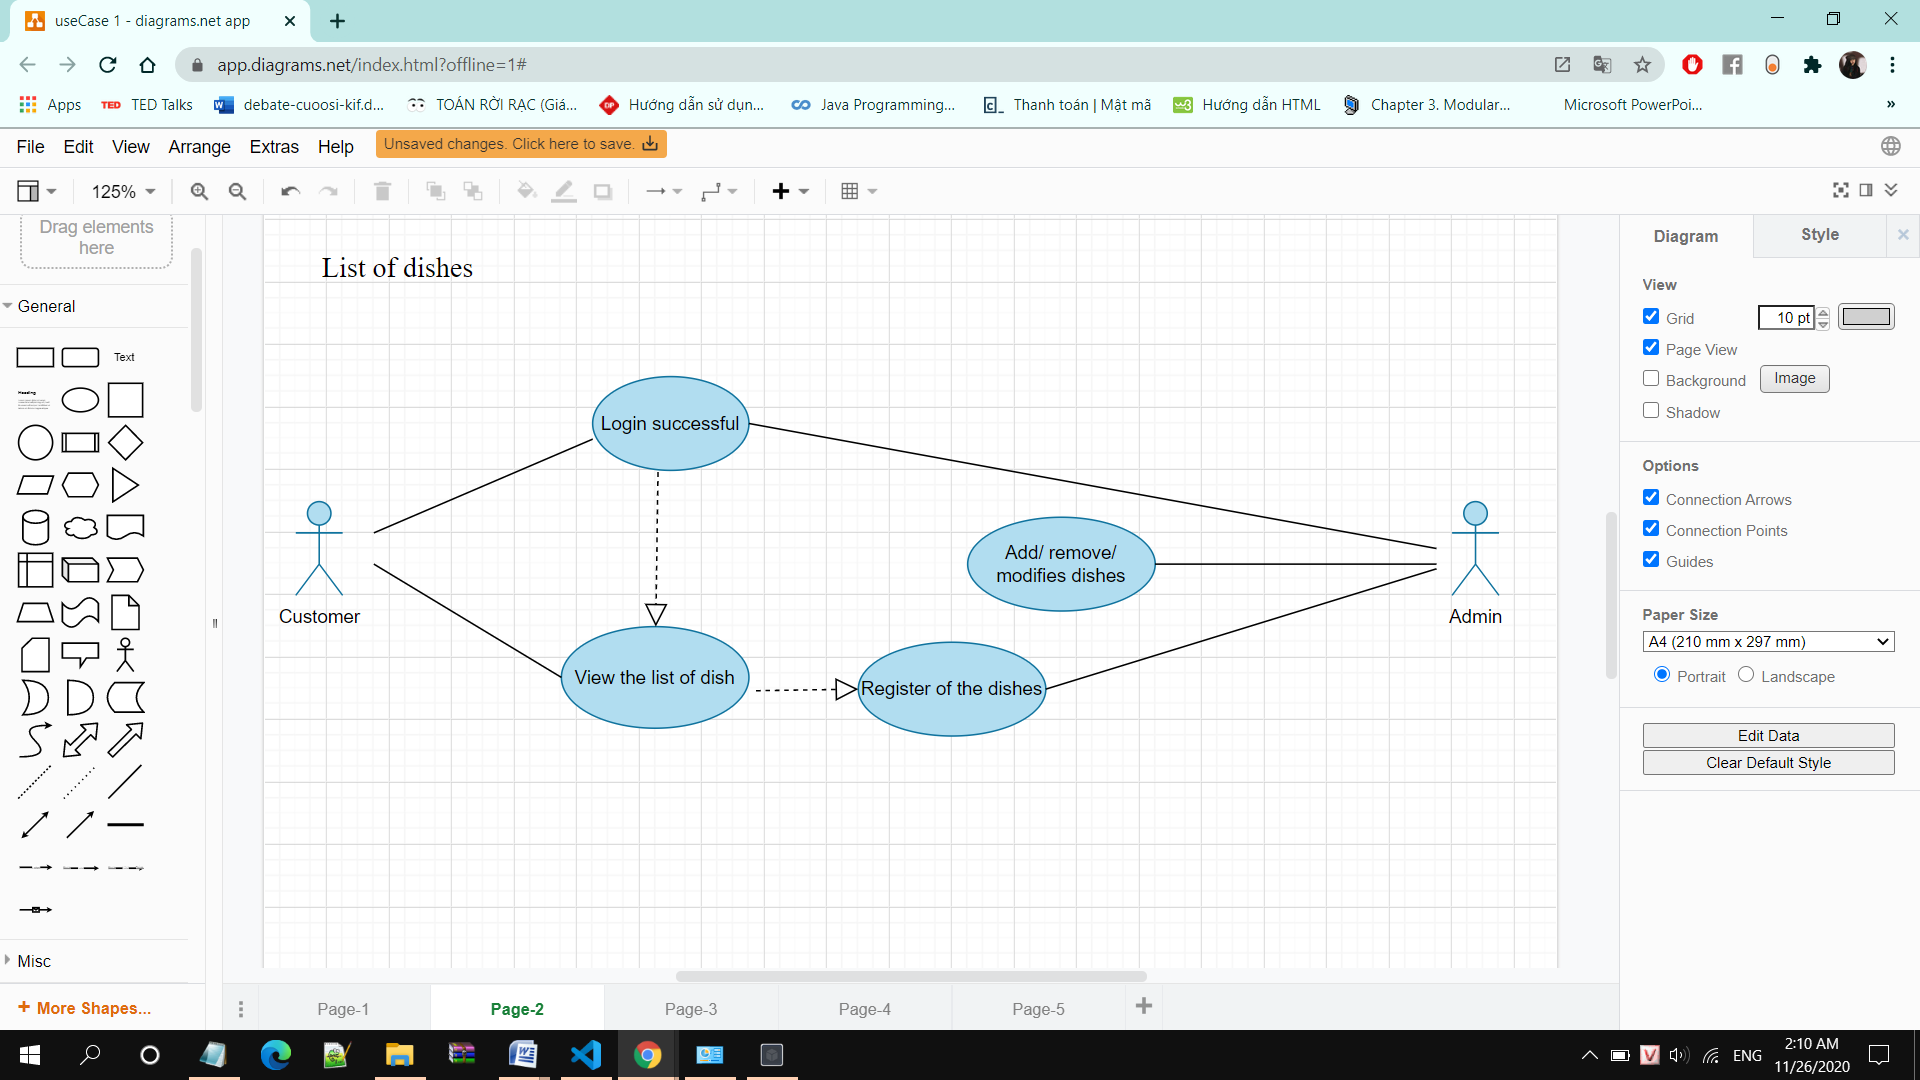 useCase 1 - diagrams.net app
app.diagrams.net/index.html?offline=1#
Apps
TED TED Talks
debate-cuoosi-kif.d...
TOÁN RỜI RẠC (Giá...
Hướng dẫn sử dụn...
Java Programming...
Thanh toán | Mật mã
Hướng dẫn HTML
Chapter 3. Modular...
Microsoft PowerPoi...
»
File Edit View Arrange Extras Help
Unsaved changes. Click here to save.
125%
Drag elements
here
General
Text
Heading
Misc
+ More Shapes...
List of dishes
Login successful
Add/ remove/
modifies dishes
Customer
Admin
View the list of dish
Register of the dishes
Page-1
Page-2
Page-3
Page-4
Page-5
Diagram
Style
View
Grid
10 pt
Page View
Background
Image
Shadow
Options
Connection Arrows
Connection Points
Guides
Paper Size
A4 (210 mm x 297 mm)
Portrait
Landscape
Edit Data
Clear Default Style
ENG
2:10 AM
11/26/2020